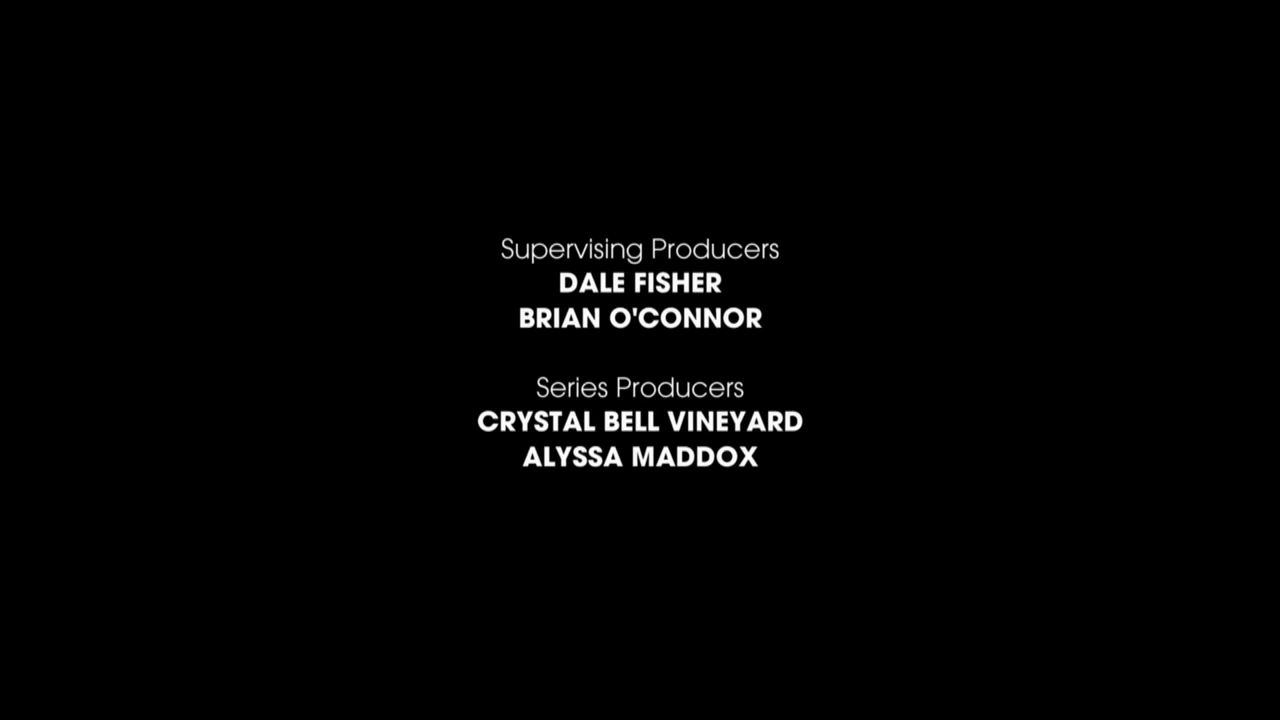 Supervising Producers
DALE FISHER
BRIAN O'CONNOR
Series Producers
CRYSTAL BELL VINEYARD
ALYSSA MADDOX